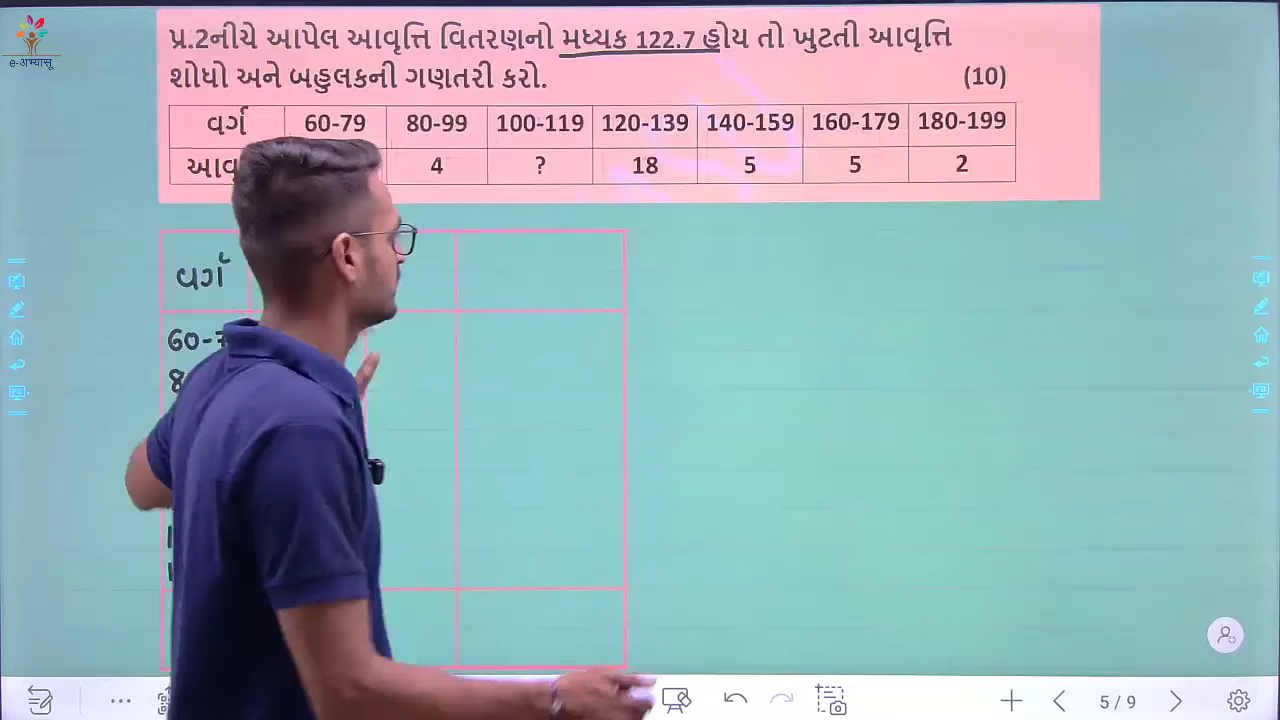 e-अभ्यासू
પ્ર.2નીચે આપેલ આવૃત્તિ વિતરણનો મધ્યક 122.7 હોય તો ખુટતી આવૃત્તિ
શોધો અને બહુલકની ગણતરી કરો. (10)
વર્ગ 60-79 80-99 100-119 120-139 140-159 160-179 180-199
4 ? 18 5 5 2
વર્ગ
5/9